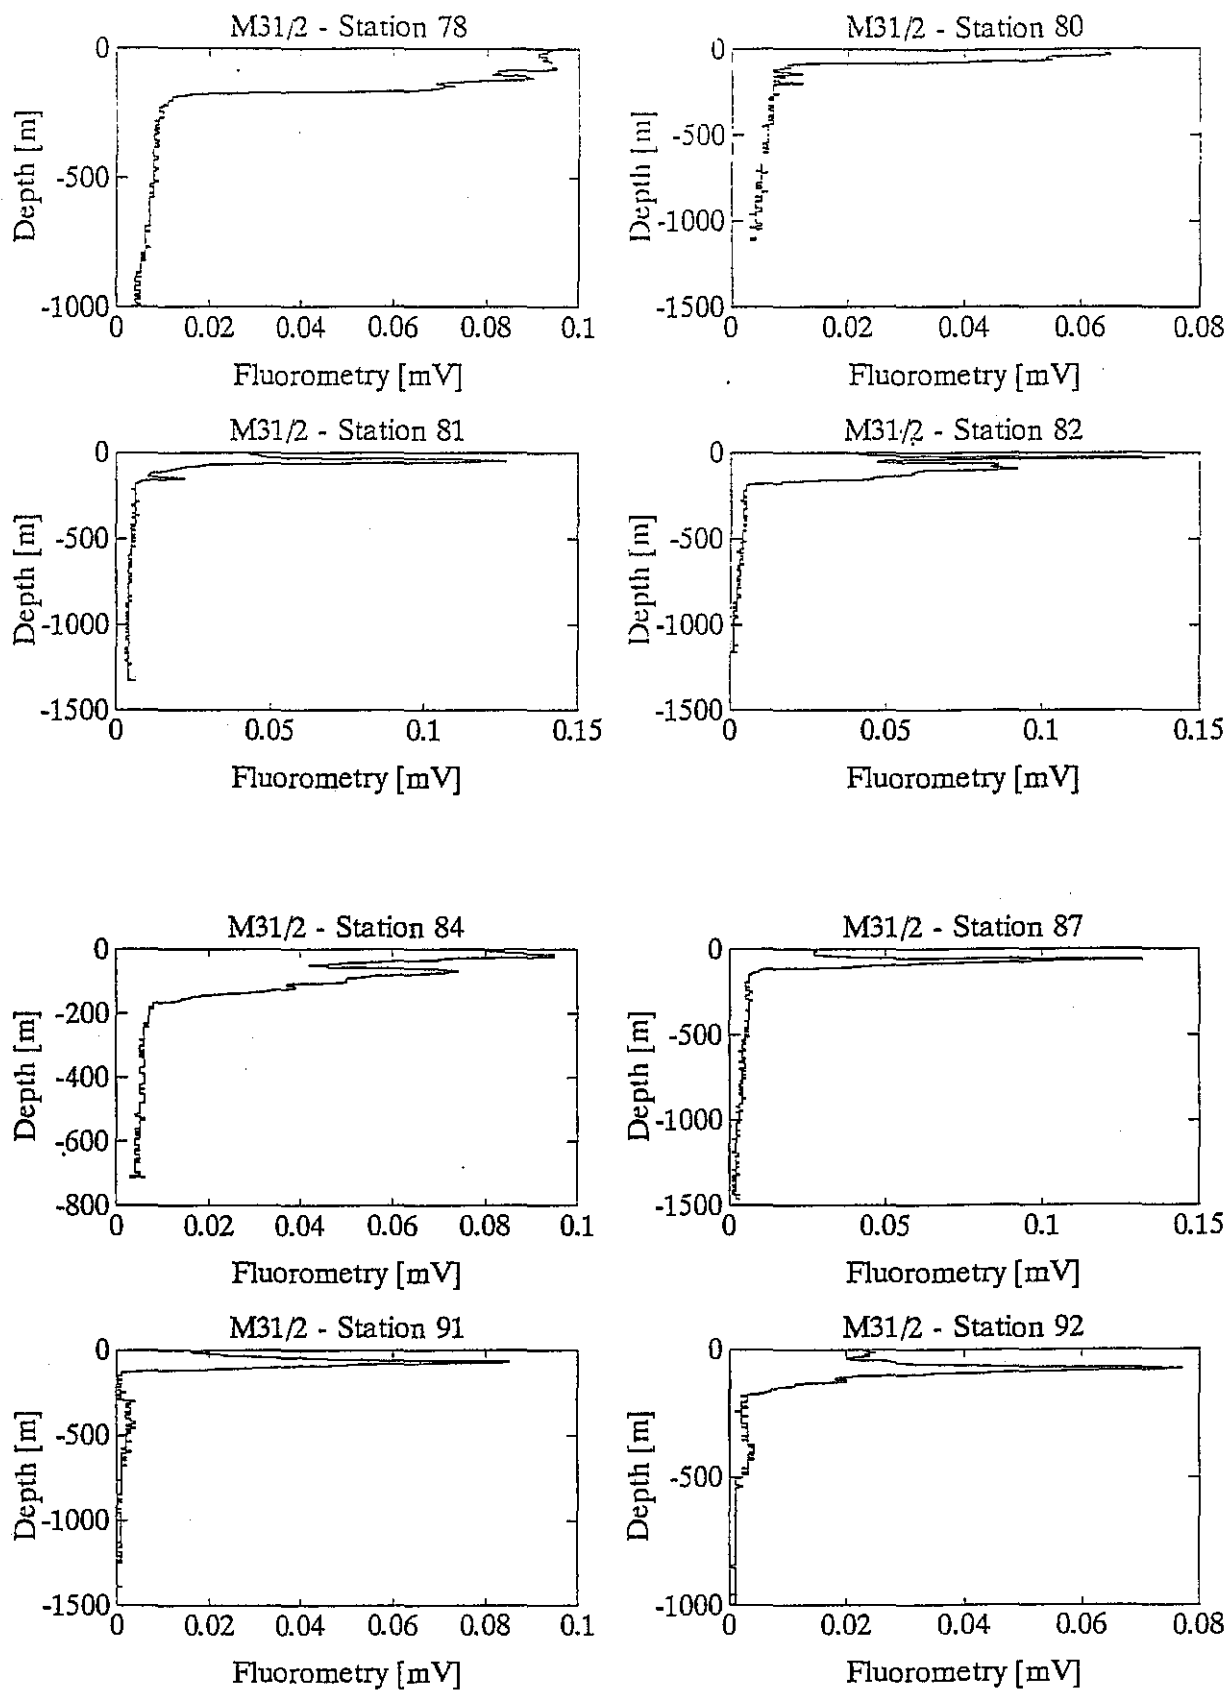 M31/2 - Station 78
0
-500
-1000
Depth [m]
0 0.02 0.04 0.06 0.08 0.1
Fluorometry [mV]
M31/2 - Station 80
0
-500
-1000
-1500
Depth [m]
0 0.02 0.04 0.06 0.08
Fluorometry [mV]
M31/2 - Station 81
0
-500
-1000
-1500
Depth [m]
0 0.05 0.1 0.15
Fluorometry [mV]
M31/2 - Station 82
0
-500
-1000
-1500
Depth [m]
0 0.05 0.1 0.15
Fluorometry [mV]
M31/2 - Station 84
0
-200
-400
-600
-800
Depth [m]
0 0.02 0.04 0.06 0.08 0.1
Fluorometry [mV]
M31/2 - Station 87
0
-500
-1000
-1500
Depth [m]
0 0.05 0.1 0.15
Fluorometry [mV]
M31/2 - Station 91
0
-500
-1000
-1500
Depth [m]
0 0.02 0.04 0.06 0.08 0.1
Fluorometry [mV]
M31/2 - Station 92
0
-500
-1000
Depth [m]
0 0.02 0.04 0.06 0.08
Fluorometry [mV]